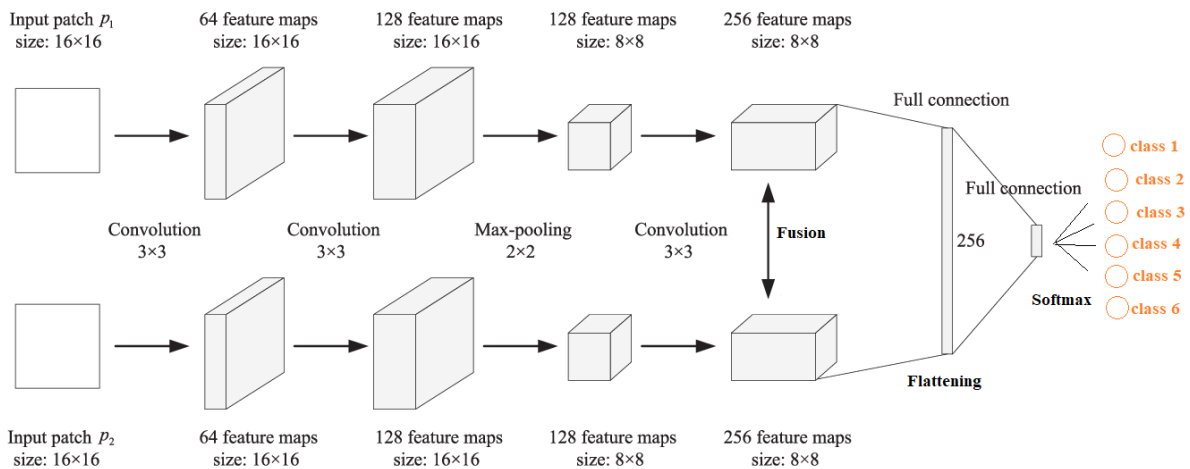 Input patch p₁
size: 16×16
64 feature maps
size: 16×16
128 feature maps
size: 16×16
128 feature maps
size: 8×8
256 feature maps
size: 8×8
Full connection
class 1
class 2
class 3
class 4
class 5
class 6
Full connection
Convolution
3×3
Convolution
3×3
Max-pooling
2×2
Convolution
3×3
Fusion
256
Softmax
Flattening
Input patch p₂
size: 16×16
64 feature maps
size: 16×16
128 feature maps
size: 16×16
128 feature maps
size: 8×8
256 feature maps
size: 8×8